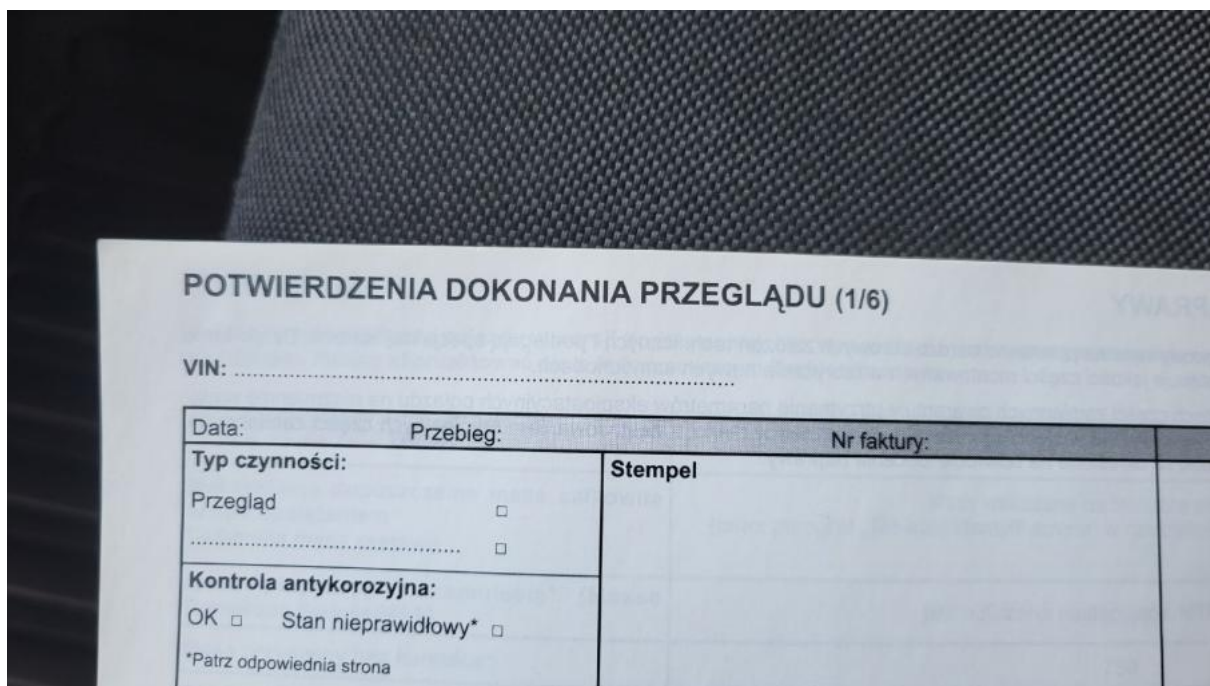 POTWIERDZENIA DOKONANIA PRZEGLĄDU (1/6)
VIN: ........................................................................................
Data: Przebieg: Nr faktury:
Typ czynności:
Stempel
Przegląd □
................................................ □
Kontrola antykorozyjna:
OK □ Stan nieprawidłowy* □
*Patrz odpowiednia strona